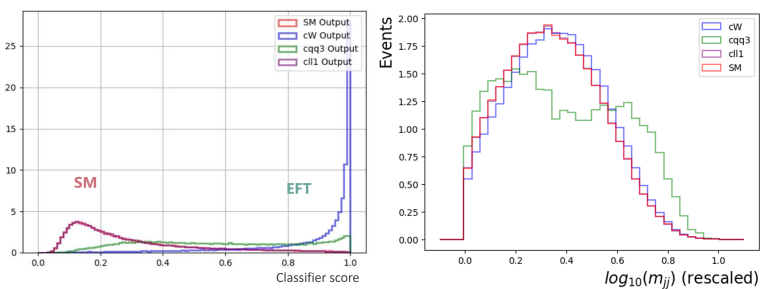 SM Output
cW Output
cqq3 Output
cll1 Output
25
20
15
10
5
0
SM
EFT
0.0 0.2 0.4 0.6 0.8 1.0
Classifier score
Events
2.00
1.75
1.50
1.25
1.00
0.75
0.50
0.25
0.00
cW
cqq3
cll1
SM
0.0 0.2 0.4 0.6 0.8 1.0
log10(mjj) (rescaled)